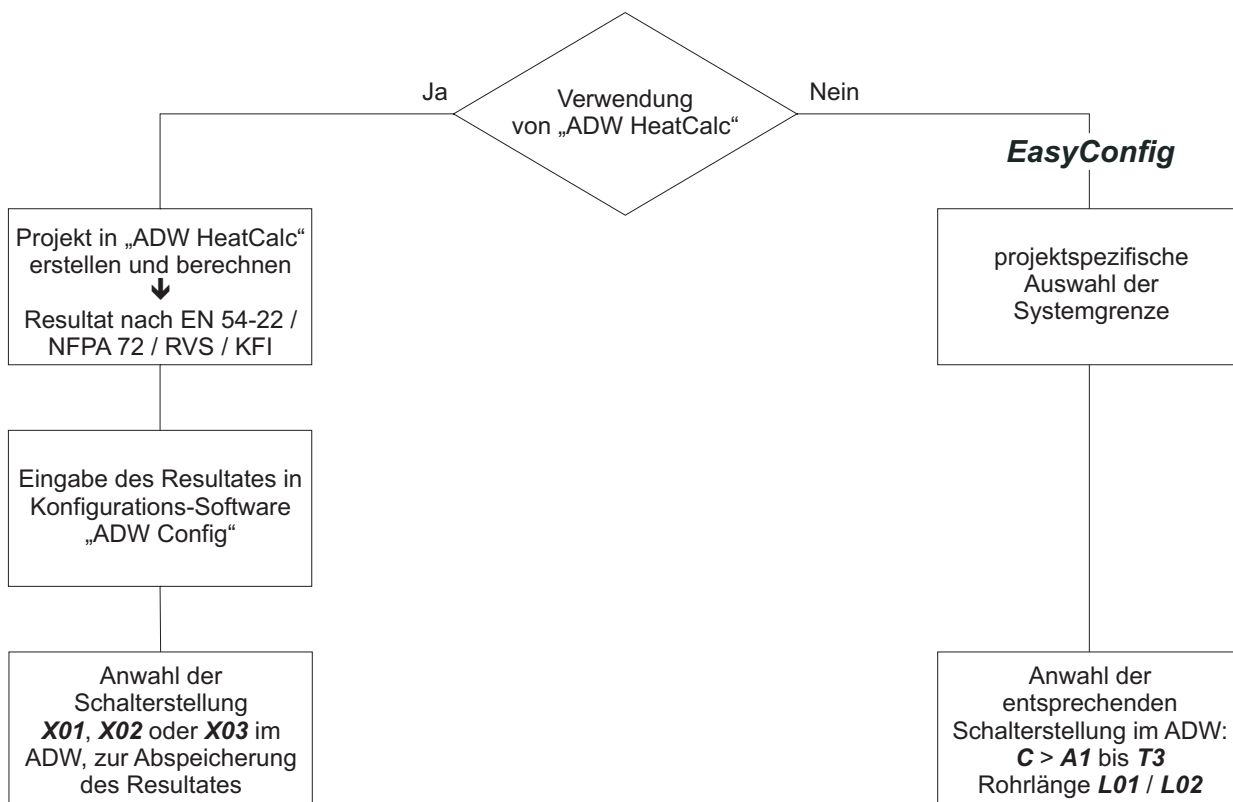 Verwendung
von „ADW HeatCalc“
Ja
Nein
EasyConfig
Projekt in „ADW HeatCalc“
erstellen und berechnen
🡻
Resultat nach EN 54-22 /
NFPA 72 / RVS / KFI
Eingabe des Resultates in
Konfigurations-Software
„ADW Config“
Anwahl der
Schalterstellung
X01, X02 oder X03 im
ADW, zur Abspeicherung
des Resultates
projektspezifische
Auswahl der
Systemgrenze
Anwahl der
entsprechenden
Schalterstellung im ADW:
C > A1 bis T3
Rohrlänge L01 / L02